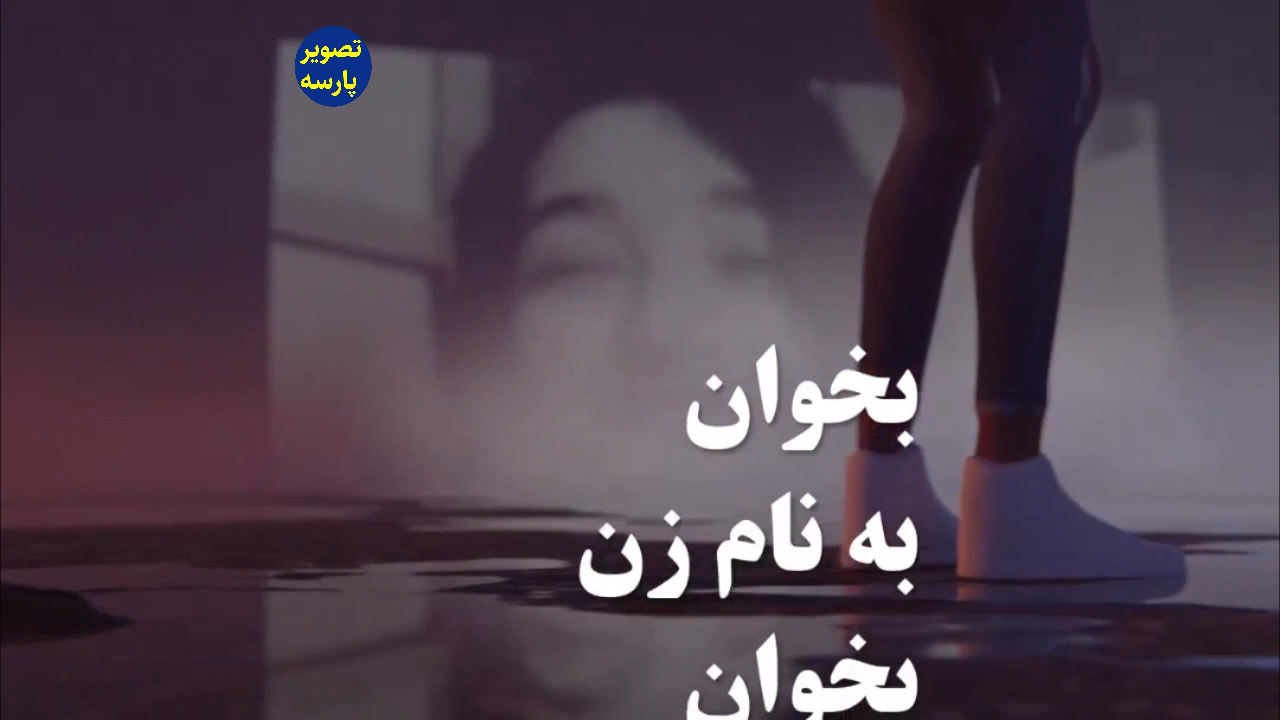 تصویر
پارسه
بخوان
به نام زن
بخوان